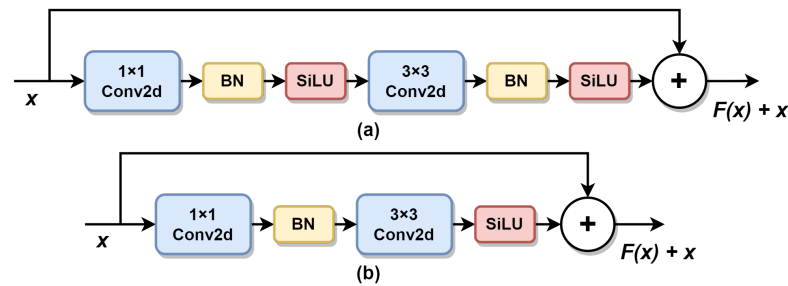 x
1×1
Conv2d
BN
SiLU
3×3
Conv2d
BN
SiLU
+
F(x) + x
(a)
x
1×1
Conv2d
BN
3×3
Conv2d
SiLU
+
F(x) + x
(b)